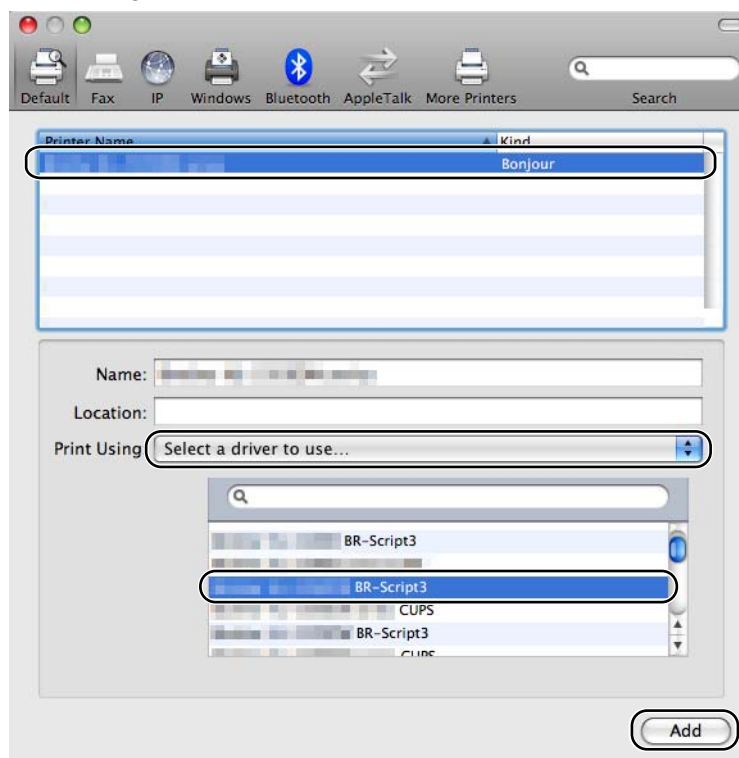 Default Fax IP Windows Bluetooth AppleTalk More Printers Search
Printer Name Kind
Bonjour
Name:
Location:
Print Using Select a driver to use...
BR-Script3
BR-Script3
CUPS
BR-Script3
CUPS
Add